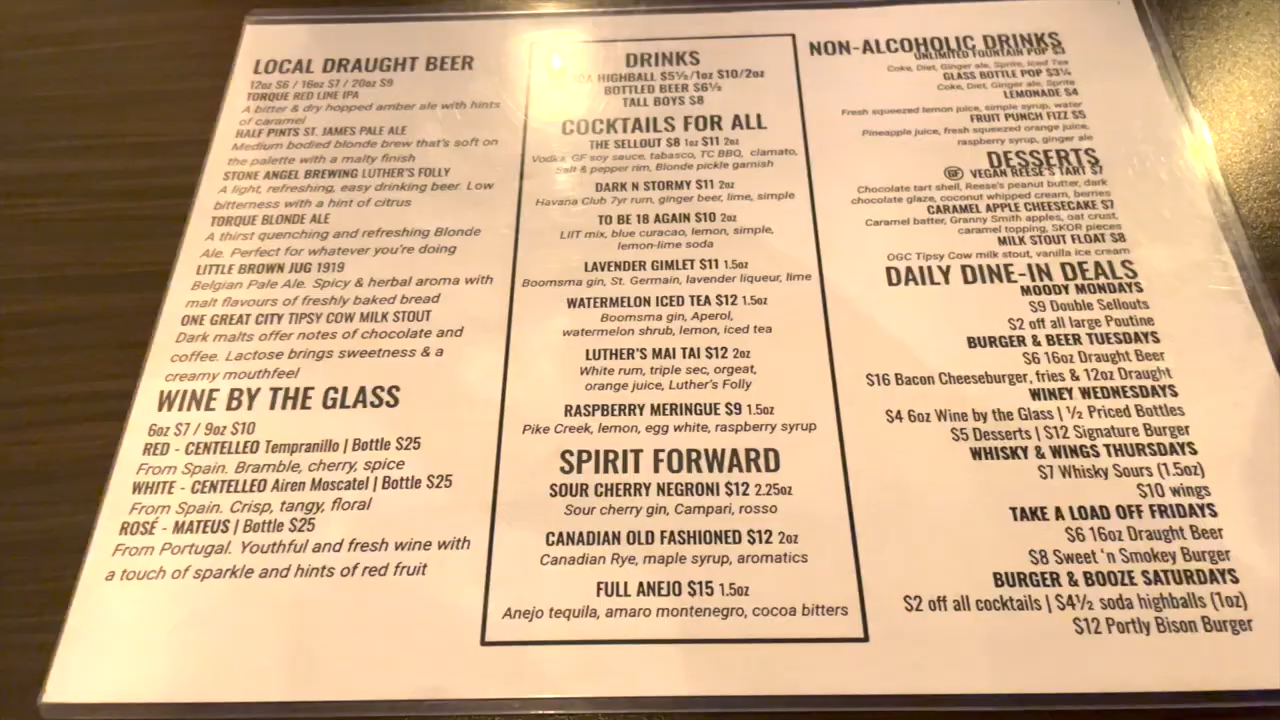 LOCAL DRAUGHT BEER
12oz $6 / 16oz $7 / 20oz $9
TORQUE RED LINE IPA
A bitter & dry hopped amber ale with hints
of caramel
HALF PINTS ST. JAMES PALE ALE
Medium bodied blonde brew that's soft on
the palette with a malty finish
STONE ANGEL BREWING LUTHER'S FOLLY
A light, refreshing, easy drinking beer. Low
bitterness with a hint of citrus
TORQUE BLONDE ALE
A thirst quenching and refreshing Blonde
Ale. Perfect for whatever you're doing
LITTLE BROWN JUG 1919
Belgian Pale Ale. Spicy & herbal aroma with
malt flavours of freshly baked bread
ONE GREAT CITY TIPSY COW MILK STOUT
Dark malts offer notes of chocolate and
coffee. Lactose brings sweetness & a
creamy mouthfeel
WINE BY THE GLASS
6oz $7 / 9oz $10
RED - CENTELLEO Tempranillo | Bottle $25
From Spain. Bramble, cherry, spice
WHITE - CENTELLEO Airen Moscatel | Bottle $25
From Spain. Crisp, tangy, floral
ROSÉ - MATEUS | Bottle $25
From Portugal. Youthful and fresh wine with
a touch of sparkle and hints of red fruit
DRINKS
HIGHBALL $5½/1oz $10/2oz
BOTTLED BEER $6½
TALL BOYS $8
COCKTAILS FOR ALL
THE SELLOUT $8 1oz $11 2oz
Vodka, GF soy sauce, tabasco, TC BBQ, clamato,
Salt & pepper rim, Blonde pickle garnish
DARK N STORMY $11 2oz
Havana Club 7yr rum, ginger beer, lime, simple
TO BE 18 AGAIN $10 2oz
LIIT mix, blue curacao, lemon, simple,
lemon-lime soda
LAVENDER GIMLET $11 1.5oz
Boomsma gin, St. Germain, lavender liqueur, lime
WATERMELON ICED TEA $12 1.5oz
Boomsma gin, Aperol,
watermelon shrub, lemon, iced tea
LUTHER'S MAI TAI $12 2oz
White rum, triple sec, orgeat,
orange juice, Luther's Folly
RASPBERRY MERINGUE $9 1.5oz
Pike Creek, lemon, egg white, raspberry syrup
SPIRIT FORWARD
SOUR CHERRY NEGRONI $12 2.25oz
Sour cherry gin, Campari, rosso
CANADIAN OLD FASHIONED $12 2oz
Canadian Rye, maple syrup, aromatics
FULL ANEJO $15 1.5oz
Anejo tequila, amaro montenegro, cocoa bitters
NON-ALCOHOLIC DRINKS
UNLIMITED FOUNTAIN POP $3
Coke, Diet, Ginger ale, Sprite, Iced Tea
GLASS BOTTLE POP $3¼
Coke, Diet, Ginger ale, Sprite
LEMONADE $4
Fresh squeezed lemon juice, simple syrup, water
FRUIT PUNCH FIZZ $5
Pineapple juice, fresh squeezed orange juice,
raspberry syrup, ginger ale
DESSERTS
GF VEGAN REESE'S TART $7
Chocolate tart shell, Reese's peanut butter, dark
chocolate glaze, coconut whipped cream, berries
CARAMEL APPLE CHEESECAKE $7
Caramel batter, Granny Smith apples, oat crust,
caramel topping, SKOR pieces
MILK STOUT FLOAT $8
OGC Tipsy Cow milk stout, vanilla ice cream
DAILY DINE-IN DEALS
MOODY MONDAYS
$9 Double Sellouts
$2 off all large Poutine
BURGER & BEER TUESDAYS
$6 16oz Draught Beer
$16 Bacon Cheeseburger, fries & 12oz Draught
WINEY WEDNESDAYS
$4 6oz Wine by the Glass | ½ Priced Bottles
$5 Desserts | $12 Signature Burger
WHISKY & WINGS THURSDAYS
$7 Whisky Sours (1.5oz)
$10 wings
TAKE A LOAD OFF FRIDAYS
$6 16oz Draught Beer
$8 Sweet 'n Smokey Burger
BURGER & BOOZE SATURDAYS
$2 off all cocktails | $4½ soda highballs (1oz)
$12 Portly Bison Burger